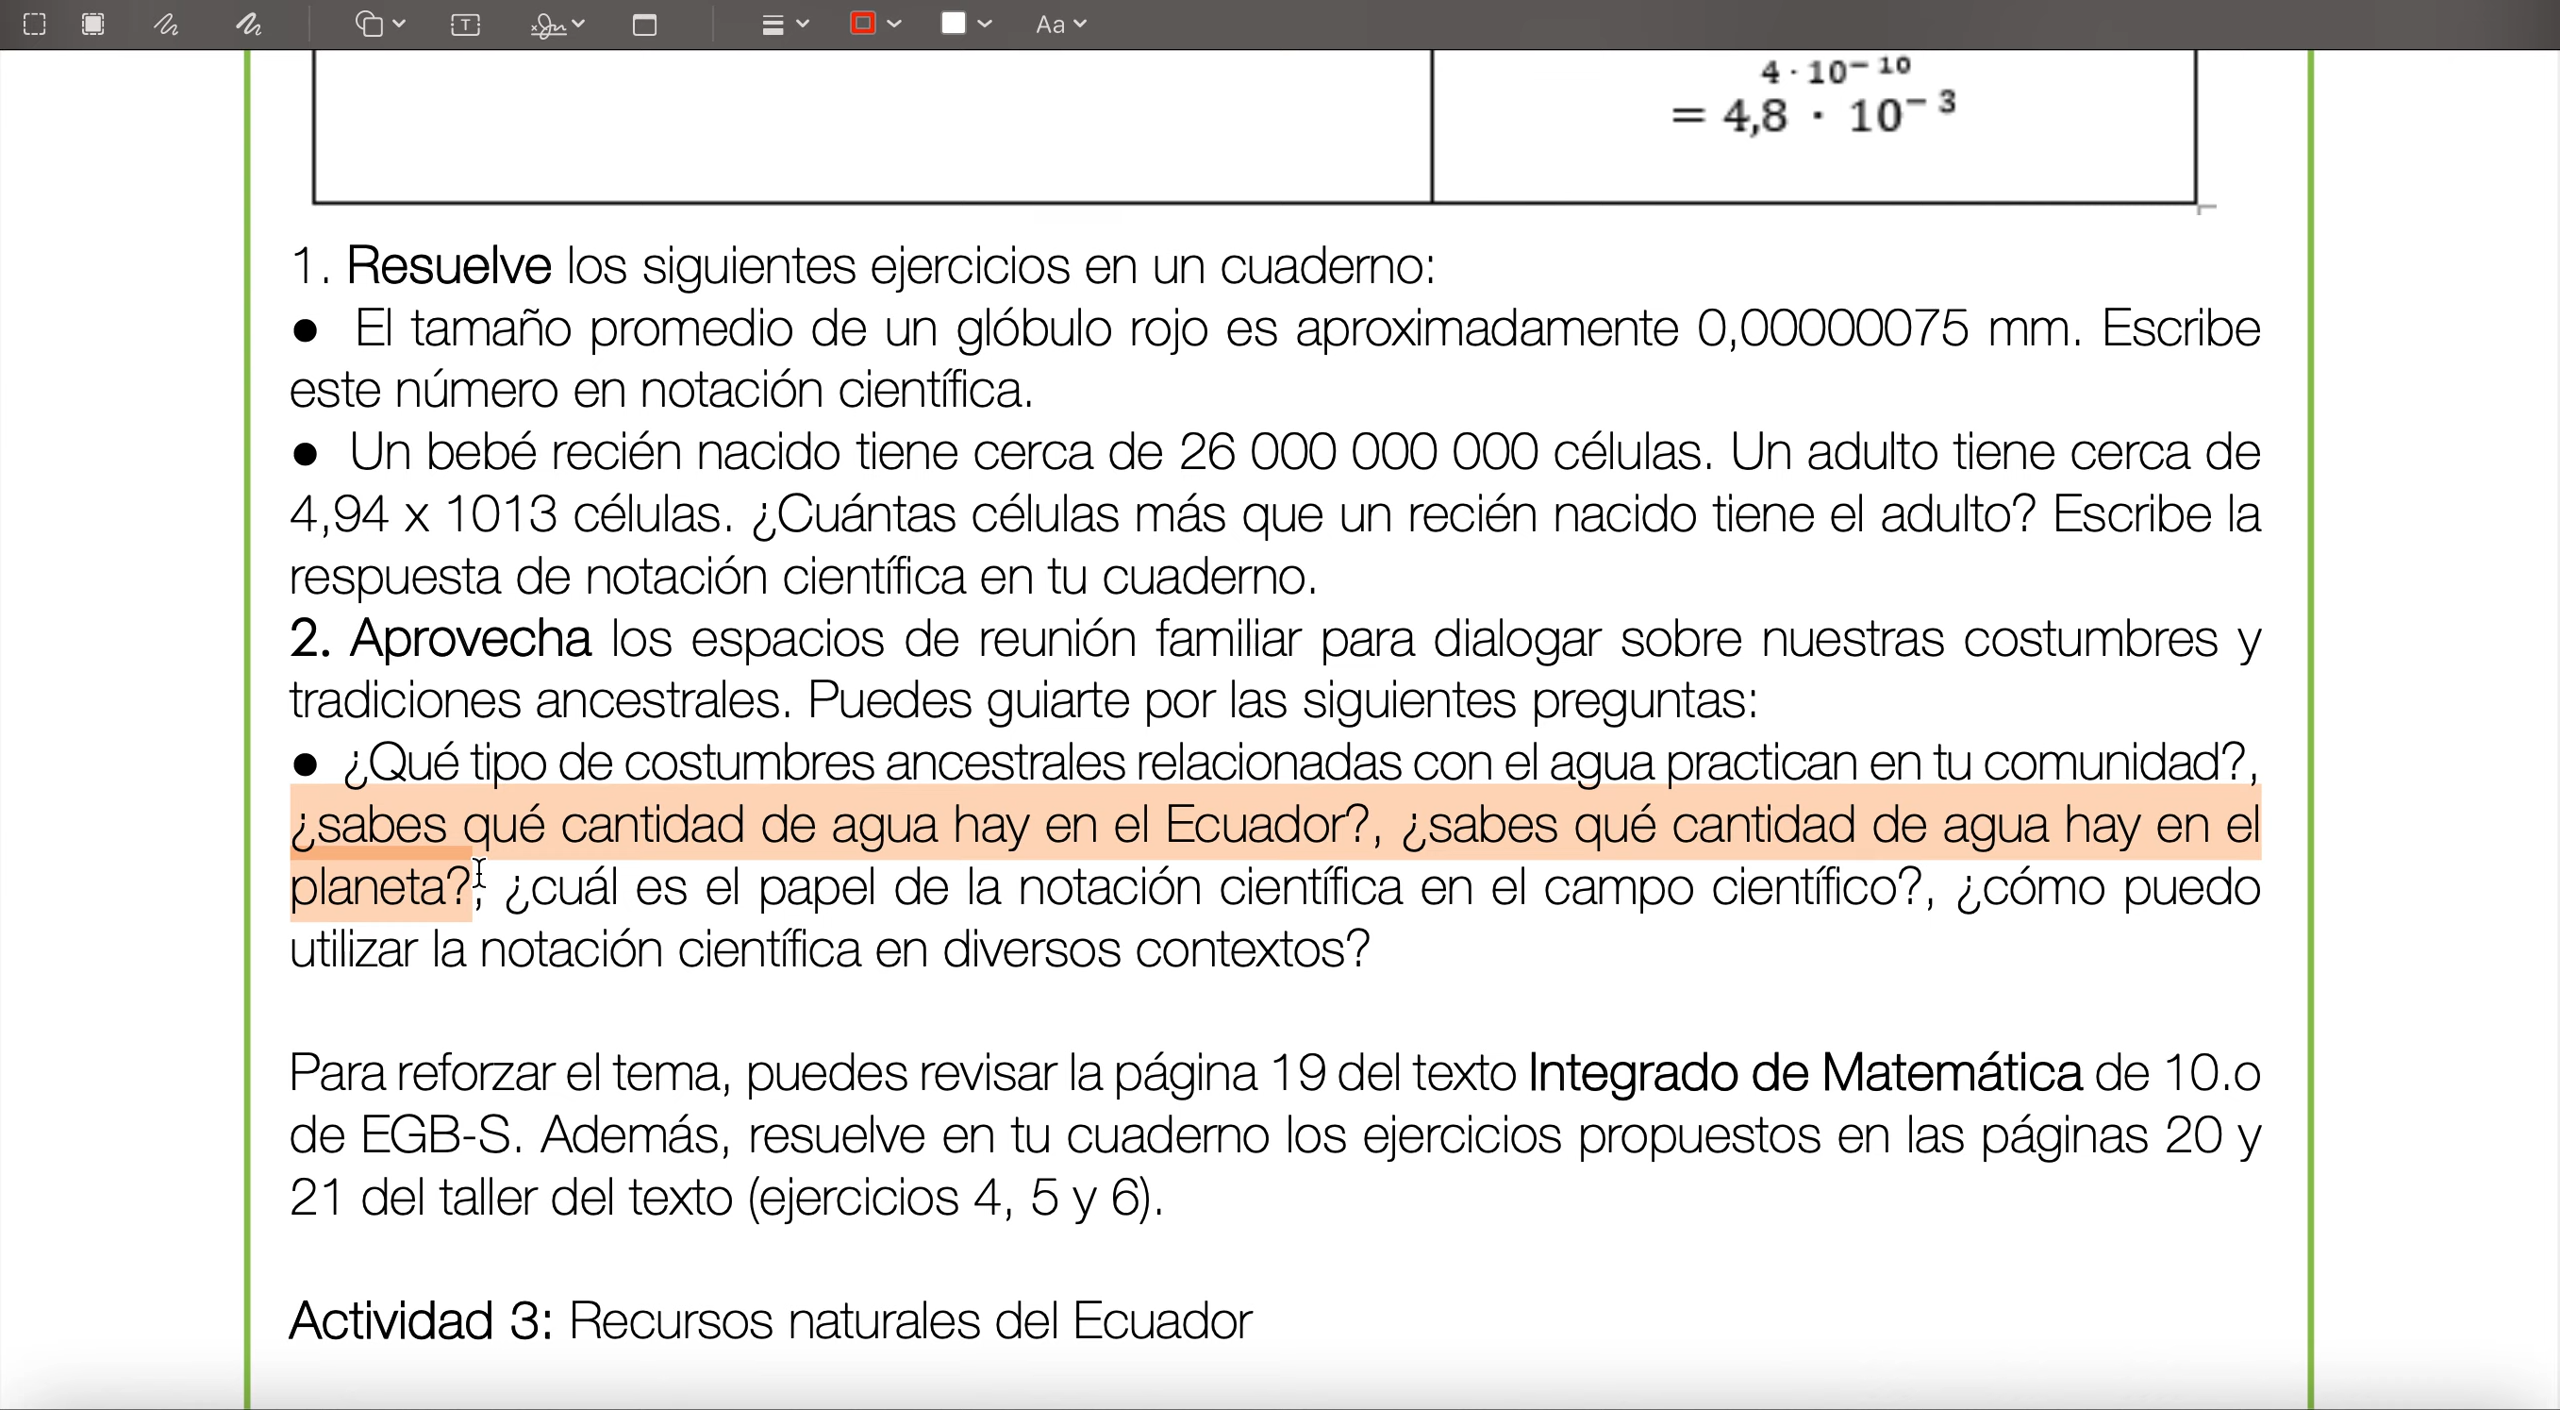 Aa
4 · 10⁻ ¹⁰
= 4,8 · 10⁻ ³
1. Resuelve los siguientes ejercicios en un cuaderno:
● El tamaño promedio de un glóbulo rojo es aproximadamente 0,00000075 mm. Escribe
este número en notación científica.
● Un bebé recién nacido tiene cerca de 26 000 000 000 células. Un adulto tiene cerca de
4,94 x 1013 células. ¿Cuántas células más que un recién nacido tiene el adulto? Escribe la
respuesta de notación científica en tu cuaderno.
2. Aprovecha los espacios de reunión familiar para dialogar sobre nuestras costumbres y
tradiciones ancestrales. Puedes guiarte por las siguientes preguntas:
● ¿Qué tipo de costumbres ancestrales relacionadas con el agua practican en tu comunidad?,
¿sabes qué cantidad de agua hay en el Ecuador?, ¿sabes qué cantidad de agua hay en el
planeta?, ¿cuál es el papel de la notación científica en el campo científico?, ¿cómo puedo
utilizar la notación científica en diversos contextos?
Para reforzar el tema, puedes revisar la página 19 del texto Integrado de Matemática de 10.o
de EGB-S. Además, resuelve en tu cuaderno los ejercicios propuestos en las páginas 20 y
21 del taller del texto (ejercicios 4, 5 y 6).
Actividad 3: Recursos naturales del Ecuador